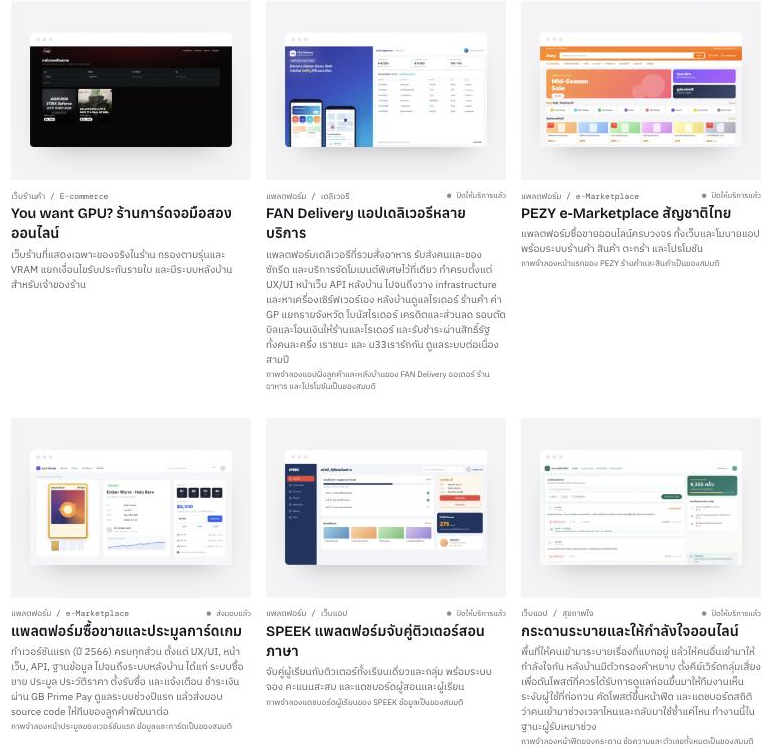 เว็บร้านค้า / E-commerce
You want GPU? ร้านการ์ดจอมือสอง
ออนไลน์
เว็บร้านที่แสดงเฉพาะของจริงในร้าน กรองตามรุ่นและ
VRAM แยกเงื่อนไขรับประกันรายใบ และมีระบบหลังบ้าน
สำหรับเจ้าของร้าน
แพลตฟอร์ม / เดลิเวอรี
ปิดให้บริการแล้ว
FAN Delivery แอปเดลิเวอรีหลาย
บริการ
แพลตฟอร์มเดลิเวอรีที่รวมสั่งอาหาร รับส่งคนและของ
ซักรีด และบริการจัดโมเมนต์พิเศษไว้ที่เดียว ทำครบตั้งแต่
UX/UI หน้าเว็บ API หลังบ้าน ไปจนถึงวาง infrastructure
และหาเครื่องเซิร์ฟเวอร์เอง หลังบ้านดูแลไรเดอร์ ร้านค้า ค่า
GP แยกรายจังหวัด โบนัสไรเดอร์ เครดิตและส่วนลด รอบตัด
บิลและโอนเงินให้ร้านและไรเดอร์ และรับชำระผ่านสิทธิ์รัฐ
ทั้งคนละครึ่ง เราชนะ และ ม33เรารักกัน ดูแลระบบต่อเนื่อง
สามปี
ภาพจำลองแอปฝั่งลูกค้าและหลังบ้านของ FAN Delivery ออเดอร์ ร้าน
อาหาร และโปรโมชันเป็นของสมมติ
แพลตฟอร์ม / e-Marketplace
ปิดให้บริการแล้ว
PEZY e-Marketplace สัญชาติไทย
แพลตฟอร์มซื้อขายออนไลน์ครบวงจร ทั้งเว็บและโมบายแอป
พร้อมระบบร้านค้า สินค้า ตะกร้า และโปรโมชัน
ภาพจำลองหน้าแรกของ PEZY ร้านค้าและสินค้าเป็นของสมมติ
Mid-Season
Sale
แพลตฟอร์ม / e-Marketplace
ส่งมอบแล้ว
แพลตฟอร์มซื้อขายและประมูลการ์ดเกม
ทำเวอร์ชันแรก (ปี 2566) ครบทุกส่วน ตั้งแต่ UX/UI, หน้า
เว็บ, API, ฐานข้อมูล ไปจนถึงระบบหลังบ้าน ได้แก่ ระบบซื้อ
ขาย ประมูล ประวัติราคา ตั้งรับซื้อ และแจ้งเตือน ชำระเงิน
ผ่าน GB Prime Pay ดูแลระบบช่วงปีแรก แล้วส่งมอบ
source code ให้ทีมของลูกค้าพัฒนาต่อ
ภาพจำลองหน้าประมูลของเวอร์ชันแรก ข้อมูลและการ์ดเป็นของสมมติ
แพลตฟอร์ม / เว็บแอป
ปิดให้บริการแล้ว
SPEEK แพลตฟอร์มจับคู่ติวเตอร์สอน
ภาษา
จับคู่ผู้เรียนกับติวเตอร์ทั้งเรียนเดี่ยวและกลุ่ม พร้อมระบบ
จอง คะแนนสะสม และแดชบอร์ดผู้สอนและผู้เรียน
ภาพจำลองแดชบอร์ดผู้เรียนของ SPEEK ข้อมูลเป็นของสมมติ
เว็บแอป / สุขภาพใจ
ปิดให้บริการแล้ว
กระดานระบายและให้กำลังใจออนไลน์
พื้นที่ให้คนเข้ามาระบายเรื่องที่แบกอยู่ แล้วให้คนอื่นเข้ามาให้
กำลังใจกัน หลังบ้านมีตัวกรองคำหยาบ ตั้งคีย์เวิร์ดกลุ่มเสี่ยง
เพื่อดันโพสต์ที่ควรได้รับการดูแลก่อนขึ้นมาให้ทีมงานเห็น
ระงับผู้ใช้ที่ก่อกวน คัดโพสต์ขึ้นหน้าฟีด และแดชบอร์ดสถิติ
ว่าคนเข้ามาช่วงเวลาไหนและกลับมาใช้ซ้ำแค่ไหน ทำงานนี้ใน
ฐานะผู้รับเหมาช่วง
ภาพจำลองหน้าฟีดของกระดาน ข้อความและตัวเลขทั้งหมดเป็นของสมมติ